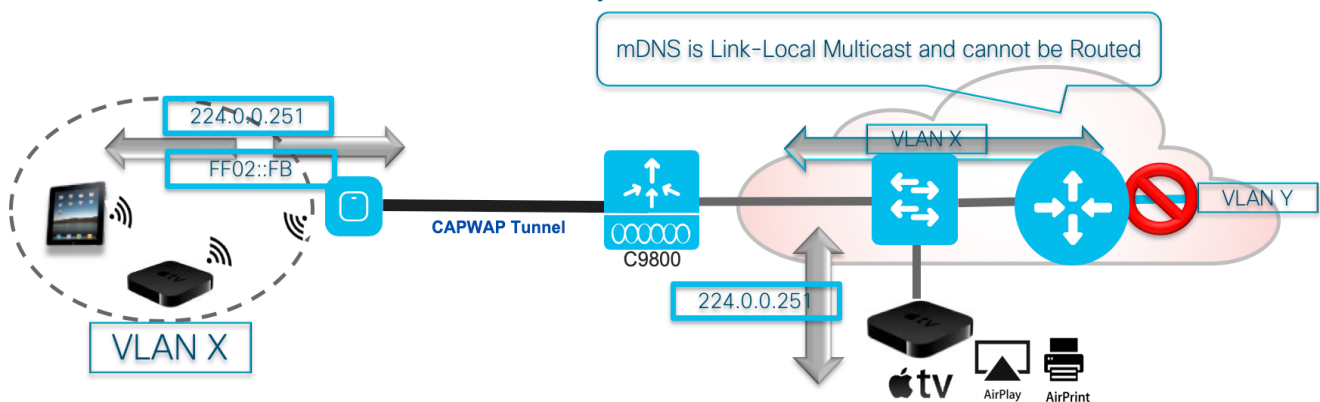 mDNS is Link-Local Multicast and cannot be Routed
224.0.0.251
FF02::FB
VLAN X
VLAN Y
CAPWAP Tunnel
C9800
224.0.0.251
VLAN X
tv
tv
AirPlay
AirPrint